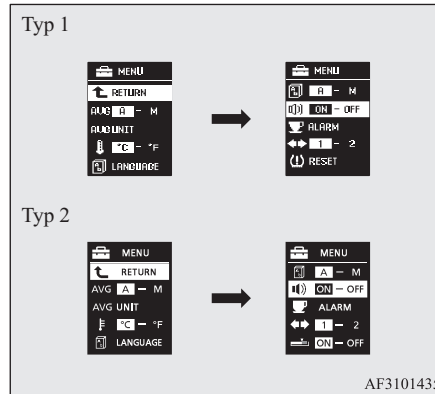 Typ 1
MENU
RETURN
AVG A – M
AVG UNIT
°C – °F
LANGUAGE
MENU
A – M
ON – OFF
ALARM
1 – 2
RESET
Typ 2
MENU
RETURN
AVG A – M
AVG UNIT
°C – °F
LANGUAGE
MENU
A – M
ON – OFF
ALARM
1 – 2
ON – OFF
AF310143